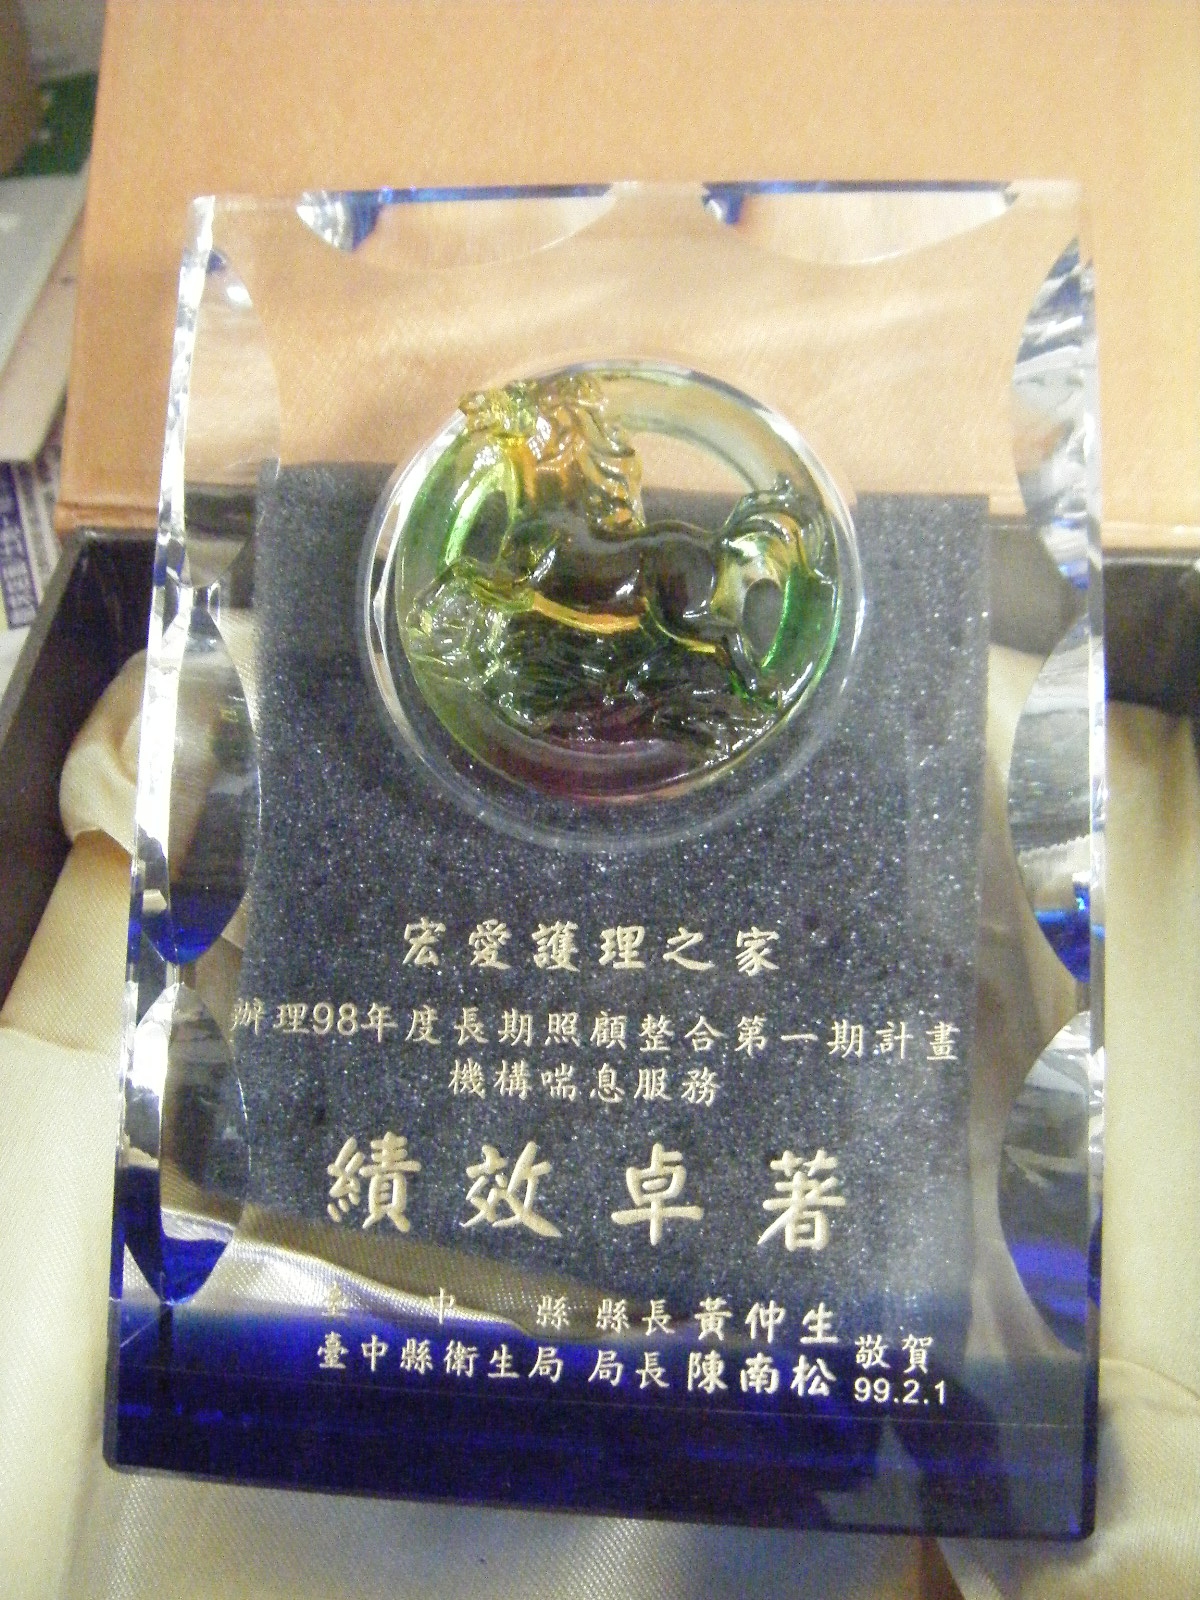 宏愛護理之家
辦理98年度長期照顧整合第一期計畫
機構喘息服務
績效卓著
臺中縣 縣長 黃仲生
臺中縣衛生局 局長 陳南松
敬賀
99.2.1